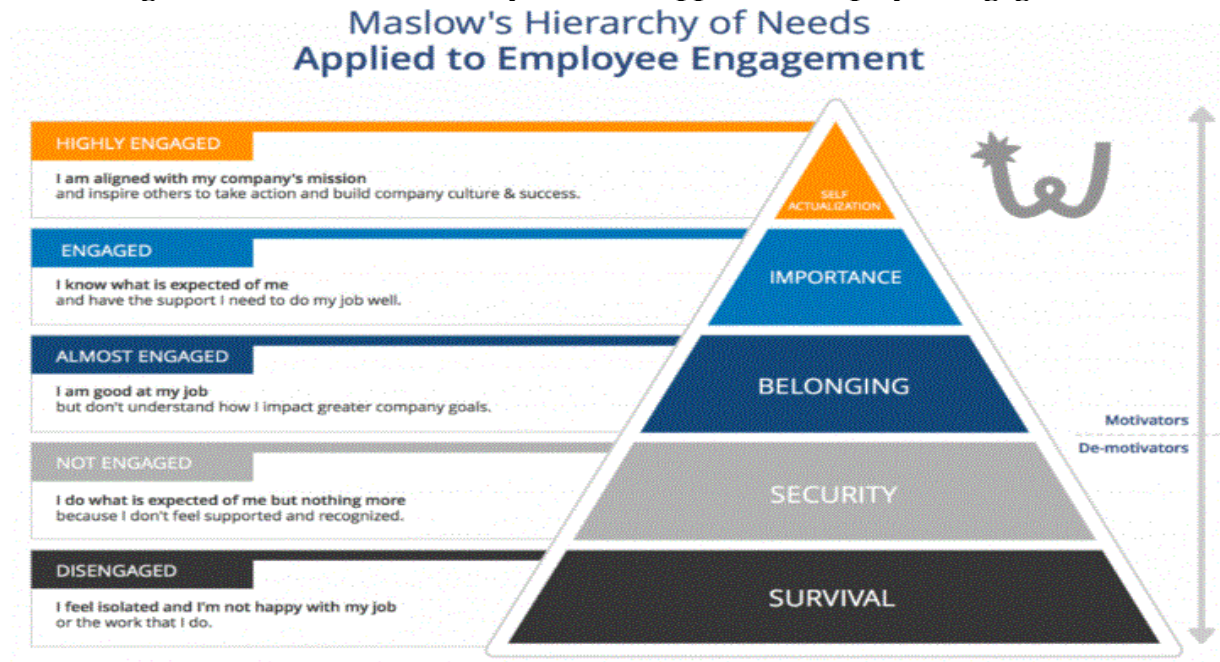 Maslow's Hierarchy of Needs
Applied to Employee Engagement
HIGHLY ENGAGED
I am aligned with my company's mission
and inspire others to take action and build company culture & success.
SELF
ACTUALIZATION
ENGAGED
I know what is expected of me
and have the support I need to do my job well.
IMPORTANCE
ALMOST ENGAGED
I am good at my job
but don't understand how I impact greater company goals.
BELONGING
Motivators
De-motivators
NOT ENGAGED
I do what is expected of me but nothing more
because I don't feel supported and recognized.
SECURITY
DISENGAGED
I feel isolated and I'm not happy with my job
or the work that I do.
SURVIVAL